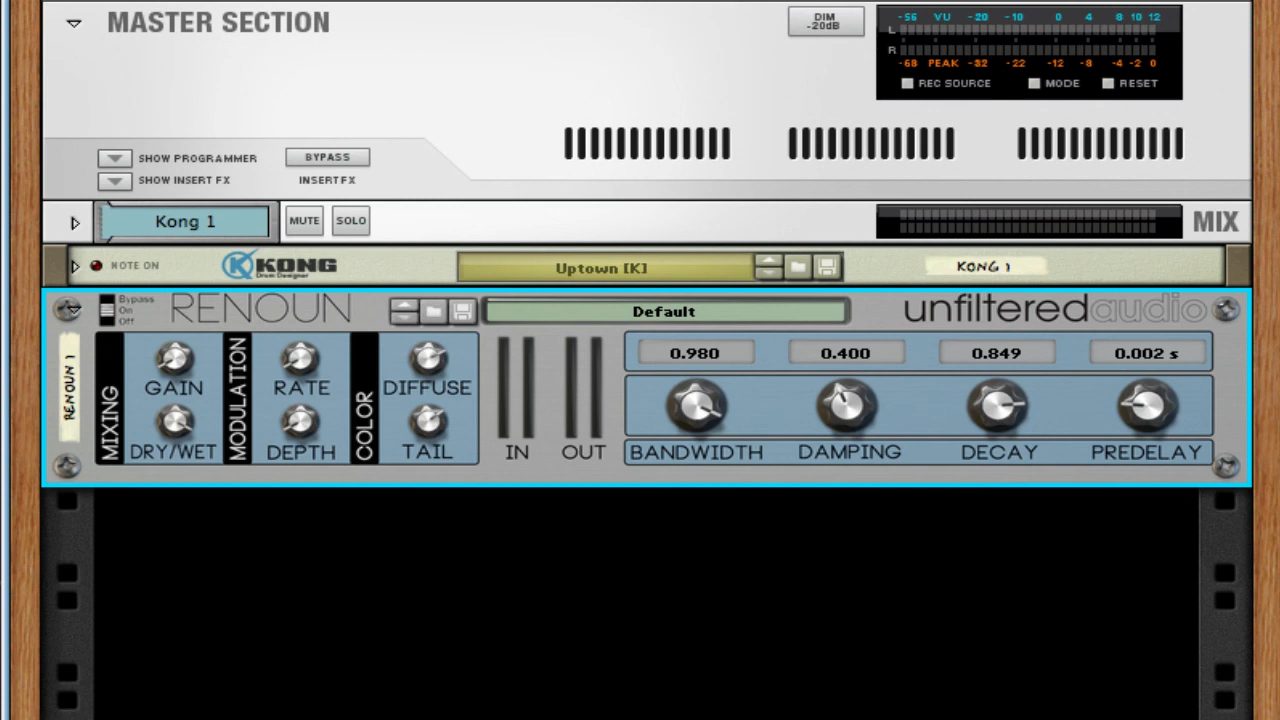 MASTER SECTION
DIM
-20dB
-56 VU -20 -10 0 4 8 10 12
L
R
-68 PEAK -32 -22 -12 -8 -4 -2 0
REC SOURCE MODE RESET
SHOW PROGRAMMER BYPASS
SHOW INSERT FX INSERT FX
Kong 1 MUTE SOLO MIX
NOTE ON KONG Uptown [K] KONG 1
Drum Designer
Bypass
On
Off
RENOUN Default unfilteredaudio
RENOUN 1
MIXING
GAIN
DRY/WET
MODULATION
RATE
DEPTH
COLOR
DIFFUSE
TAIL
IN OUT
0.980 0.400 0.849 0.002 s
BANDWIDTH DAMPING DECAY PREDELAY